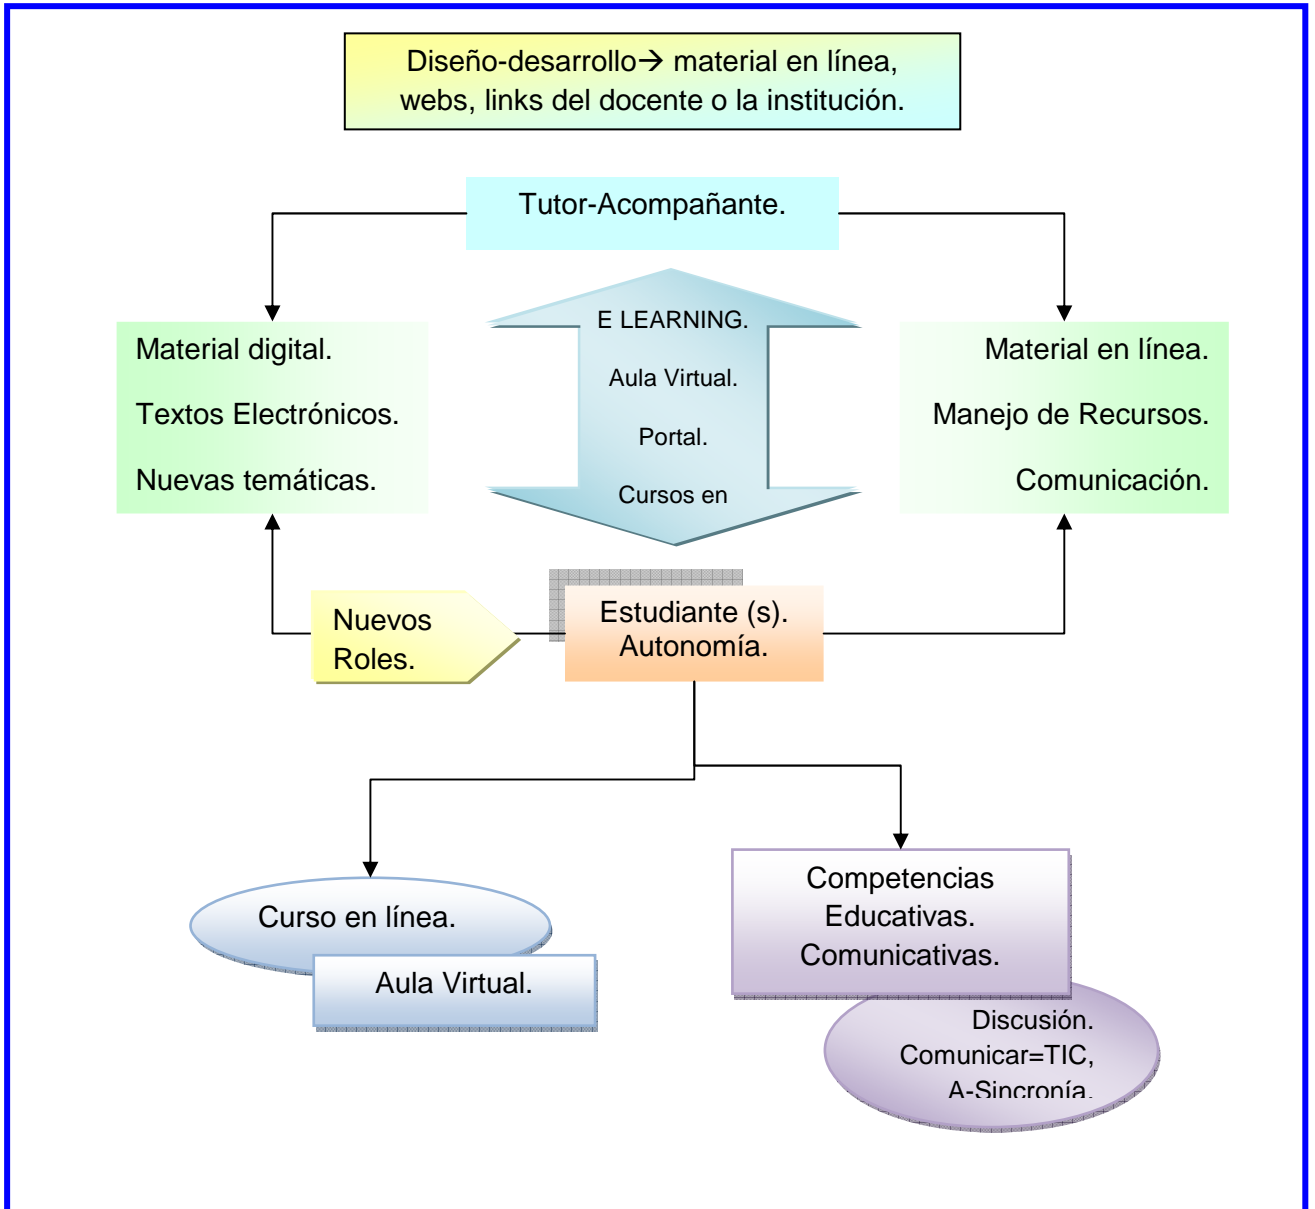 Diseño-desarrollo→ material en línea,
webs, links del docente o la institución.
Tutor-Acompañante.
Material digital.
Textos Electrónicos.
Nuevas temáticas.
E LEARNING.
Aula Virtual.
Portal.
Cursos en
Material en línea.
Manejo de Recursos.
Comunicación.
Nuevos
Roles.
Estudiante (s).
Autonomía.
Curso en línea.
Aula Virtual.
Competencias
Educativas.
Comunicativas.
Discusión.
Comunicar=TIC,
A-Sincronía.